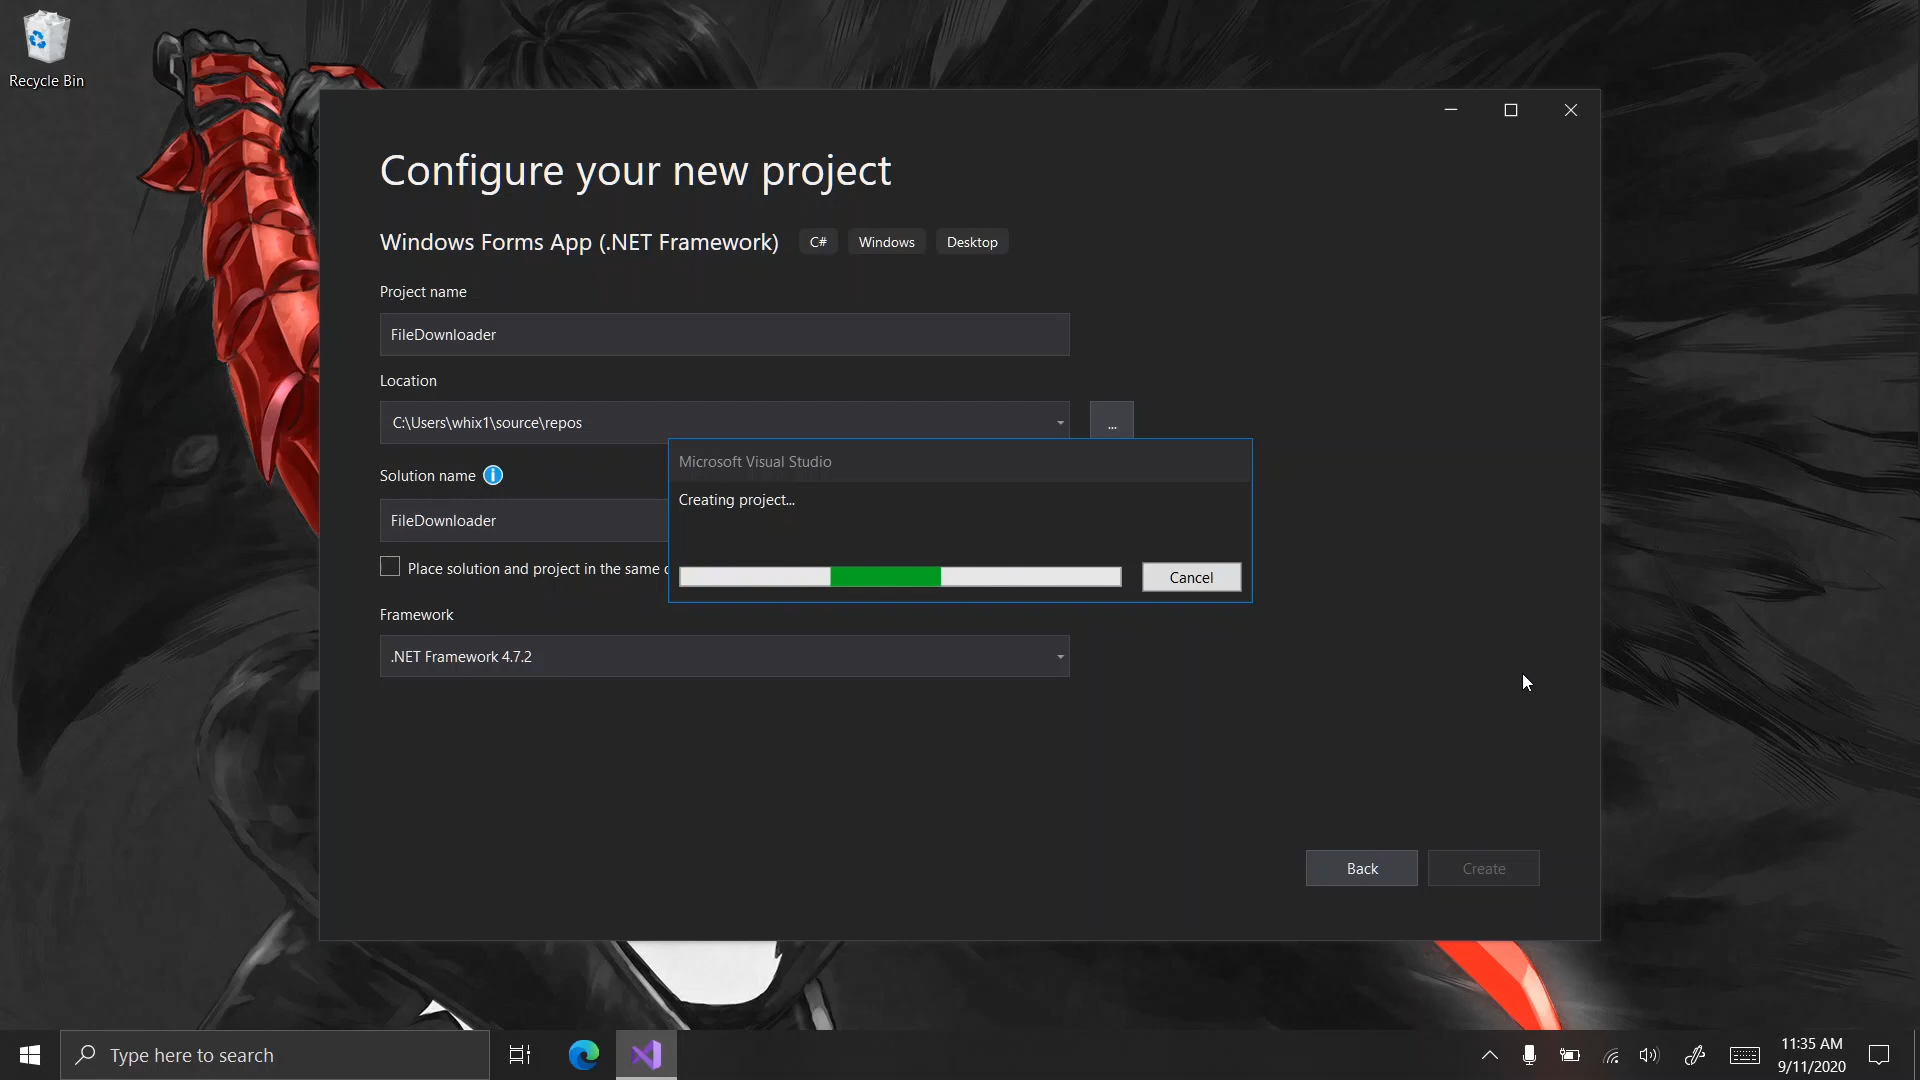 Recycle Bin
Configure your new project
Windows Forms App (.NET Framework) C# Windows Desktop
Project name
FileDownloader
Location
C:\Users\whix1\source\repos
...
Solution name
FileDownloader
Place solution and project in the same
Framework
.NET Framework 4.7.2
Microsoft Visual Studio
Creating project...
Cancel
Back
Create
Type here to search
11:35 AM
9/11/2020